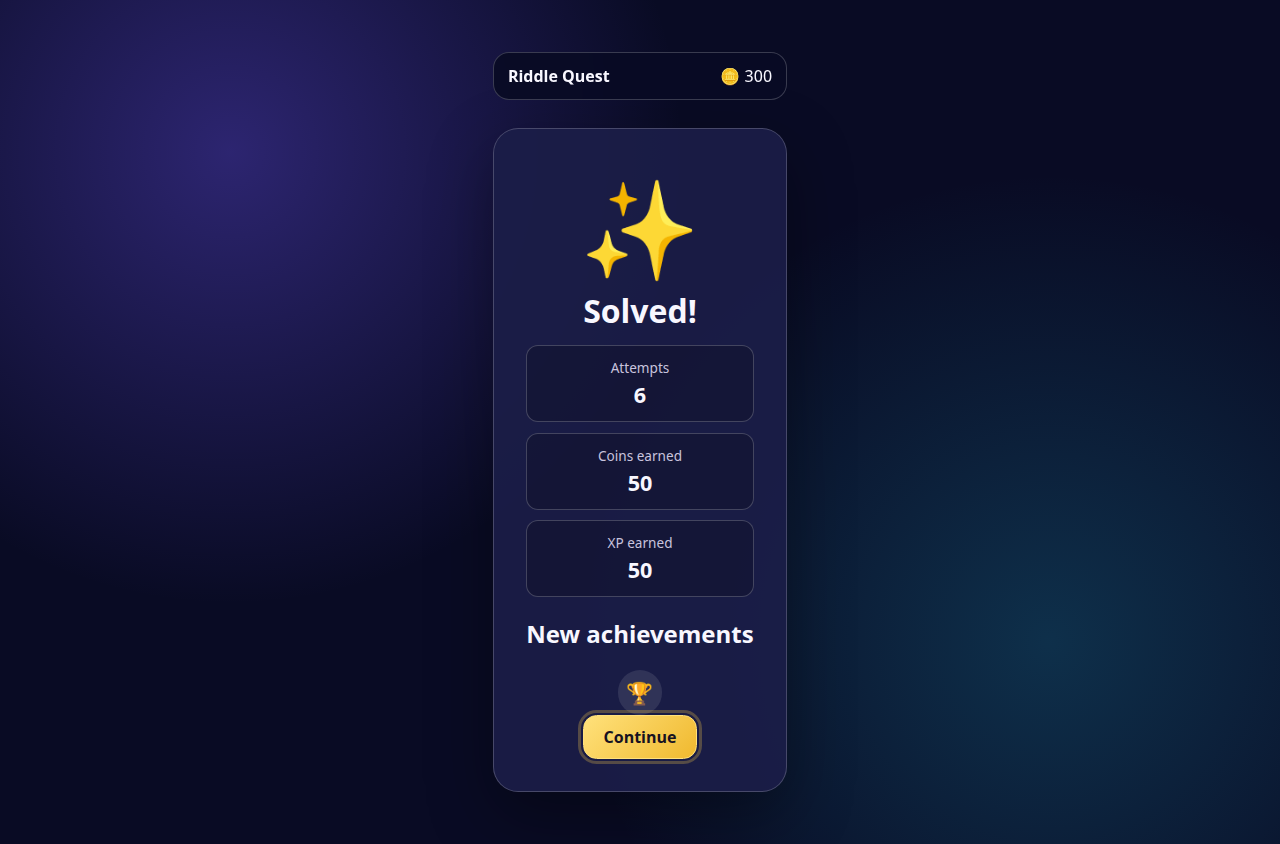 Riddle Quest
300
Solved!
Attempts
6
Coins earned
50
XP earned
50
New achievements
Continue